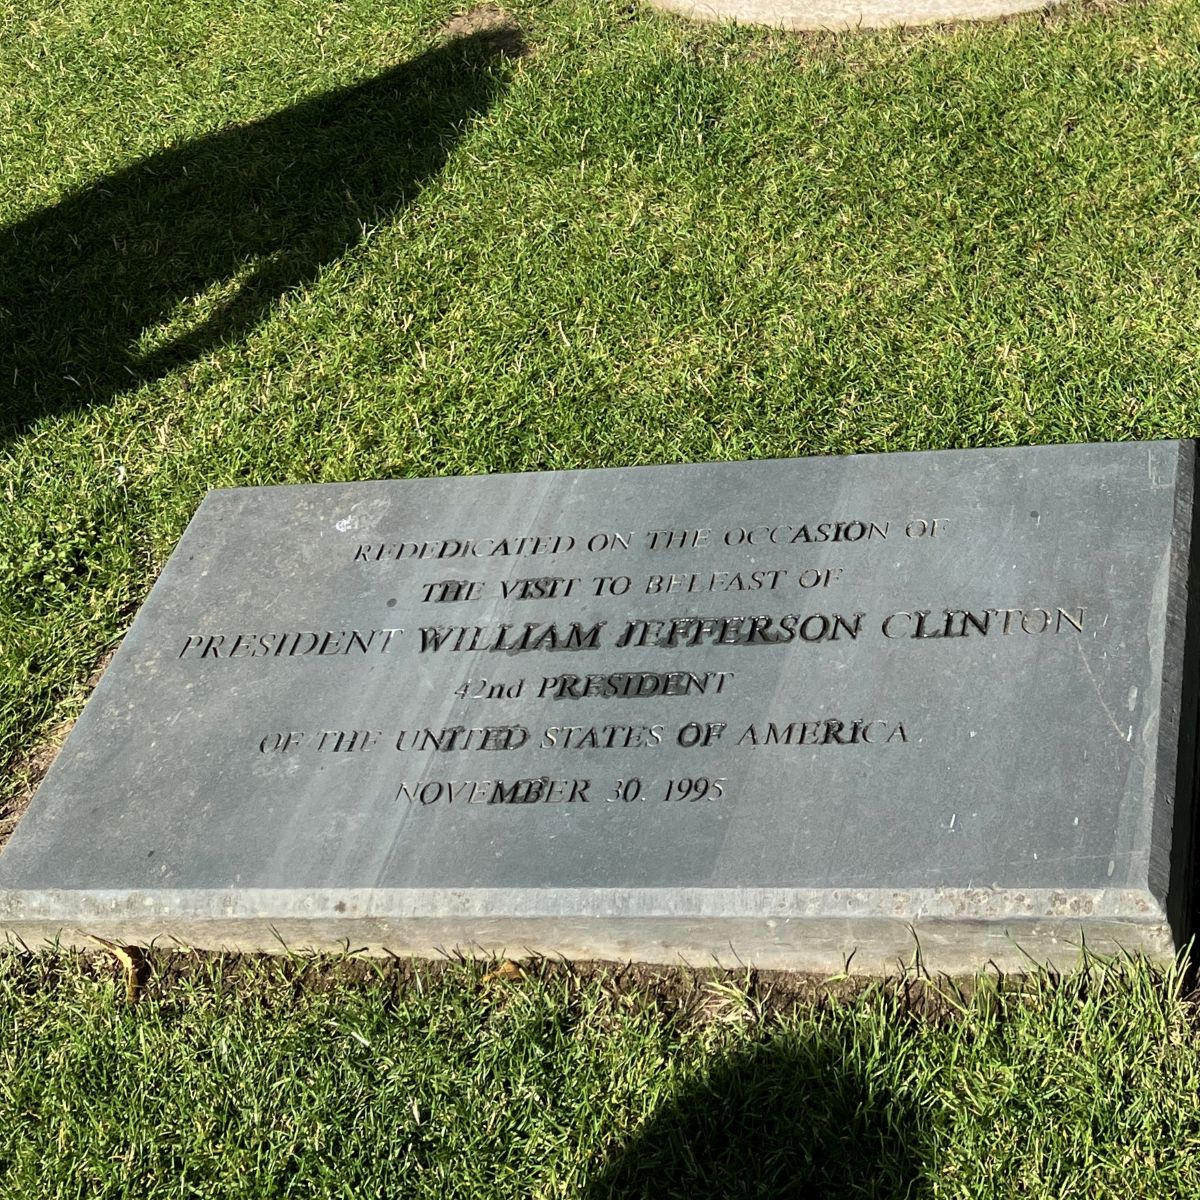 REDEDICATED ON THE OCCASION OF
THE VISIT TO BELFAST OF
PRESIDENT WILLIAM JEFFERSON CLINTON
42nd PRESIDENT
OF THE UNITED STATES OF AMERICA
NOVEMBER 30. 1995